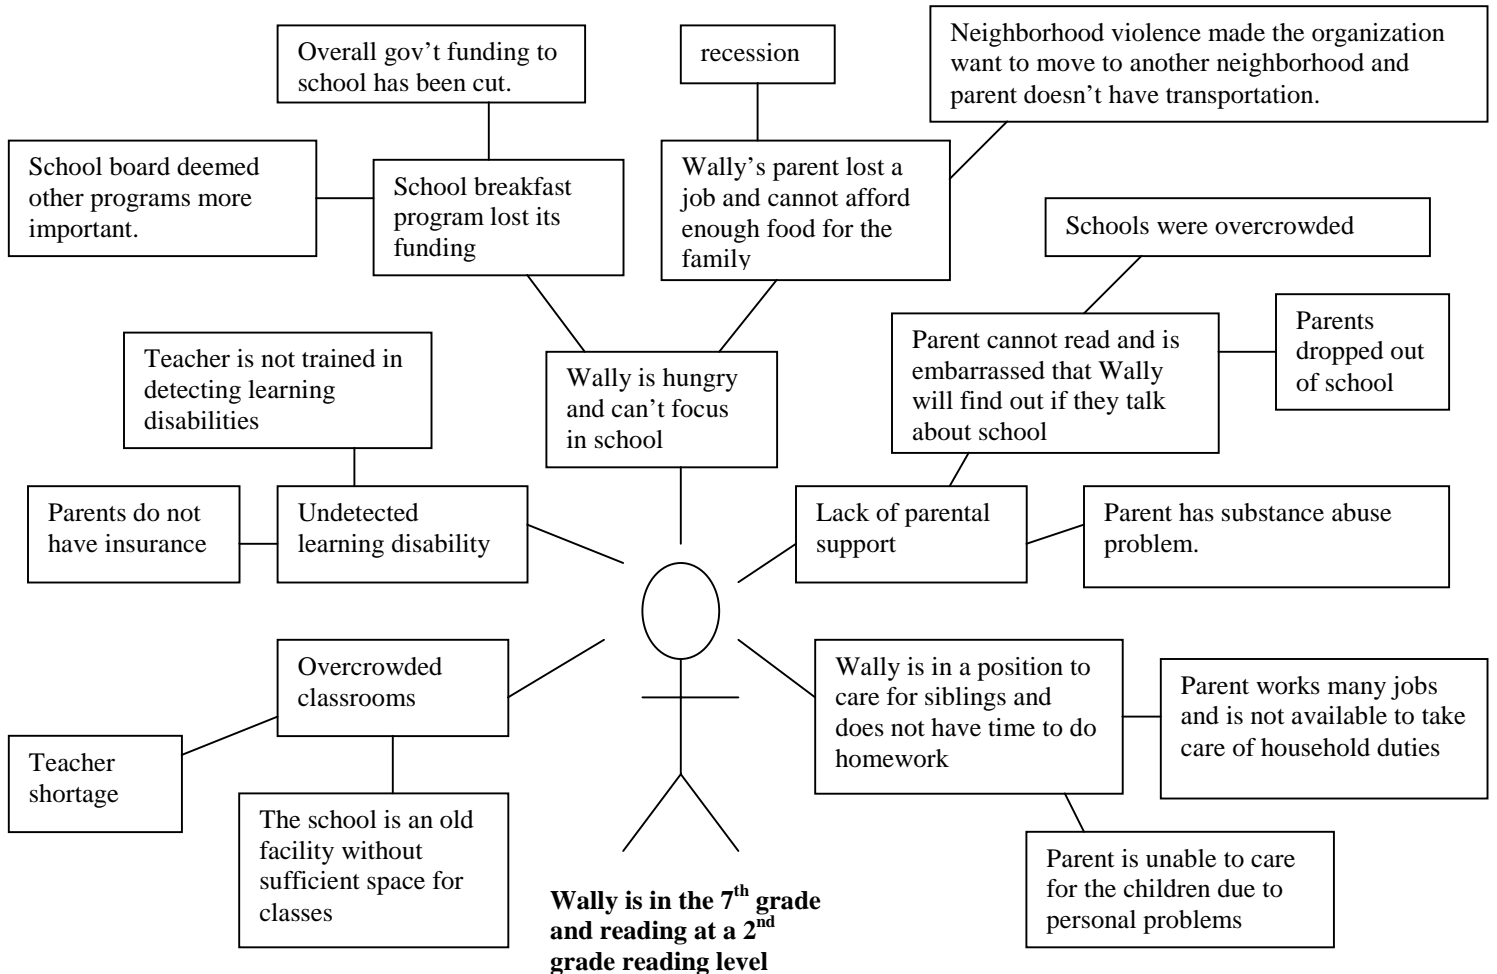 Overall gov’t funding to
school has been cut.
recession
Neighborhood violence made the organization
want to move to another neighborhood and
parent doesn’t have transportation.
School board deemed
other programs more
important.
School breakfast
program lost its
funding
Wally’s parent lost a
job and cannot afford
enough food for the
family
Schools were overcrowded
Parent cannot read and is
embarrassed that Wally
will find out if they talk
about school
Parents
dropped out
of school
Teacher is not trained in
detecting learning
disabilities
Wally is hungry
and can’t focus
in school
Parents do not
have insurance
Undetected
learning disability
Lack of parental
support
Parent has substance abuse
problem.
Overcrowded
classrooms
Wally is in a position to
care for siblings and
does not have time to do
homework
Parent works many jobs
and is not available to take
care of household duties
Teacher
shortage
The school is an old
facility without
sufficient space for
classes
Parent is unable to care
for the children due to
personal problems
Wally is in the 7th grade
and reading at a 2nd
grade reading level